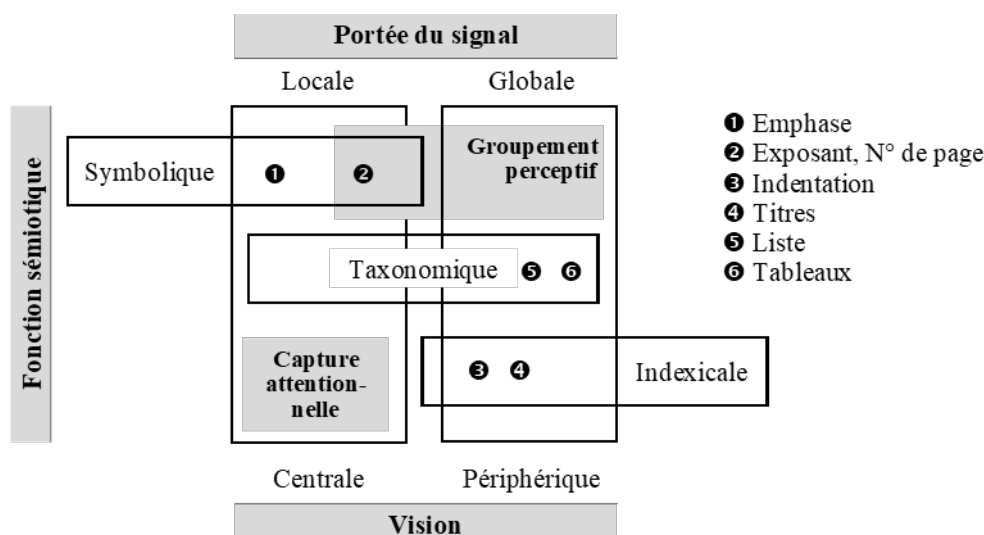 Portée du signal
Locale
Globale
Fonction sémiotique
Symbolique
❶
❷
Groupement
perceptif
Taxonomique
❺
❻
Capture
attention-
nelle
❸
❹
Indexicale
Centrale
Périphérique
Vision
❶ Emphase
❷ Exposant, N° de page
❸ Indentation
❹ Titres
❺ Liste
❻ Tableaux